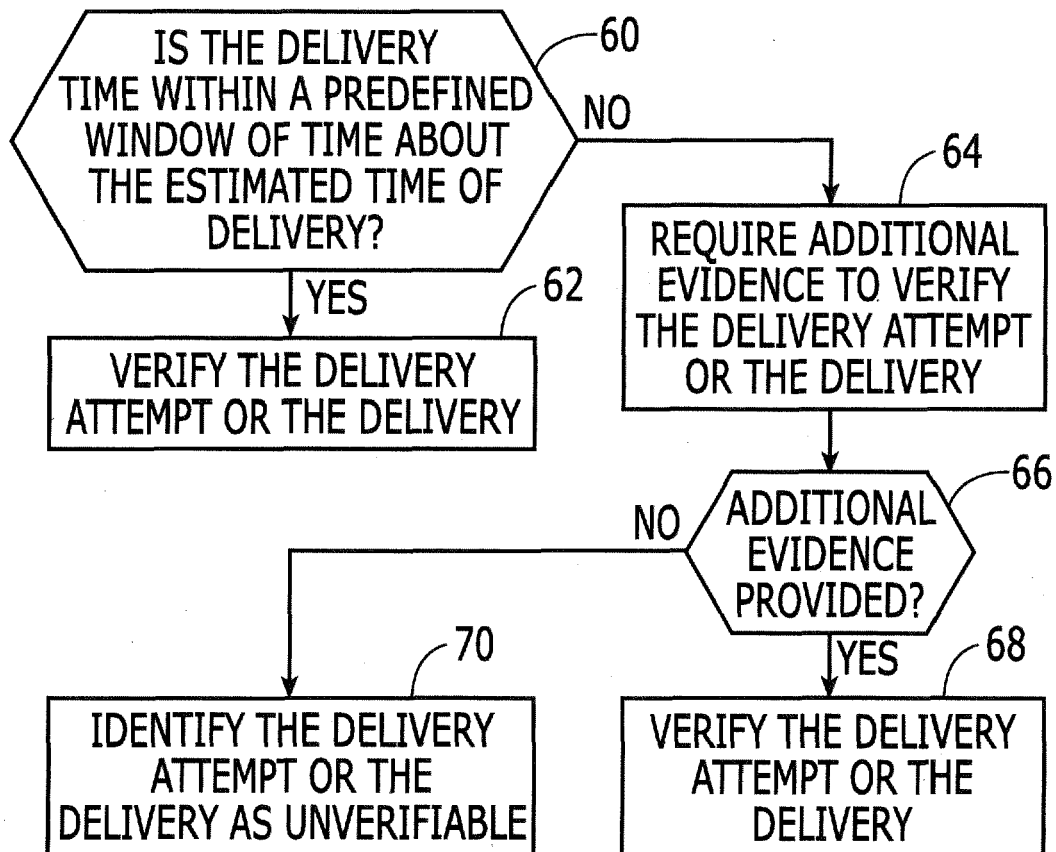 IS THE DELIVERY
TIME WITHIN A PREDEFINED
WINDOW OF TIME ABOUT
THE ESTIMATED TIME OF
DELIVERY?
60
NO
YES
62
VERIFY THE DELIVERY
ATTEMPT OR THE DELIVERY
64
REQUIRE ADDITIONAL
EVIDENCE TO VERIFY
THE DELIVERY ATTEMPT
OR THE DELIVERY
66
ADDITIONAL
EVIDENCE
PROVIDED?
NO
YES
70
IDENTIFY THE DELIVERY
ATTEMPT OR THE
DELIVERY AS UNVERIFIABLE
68
VERIFY THE DELIVERY
ATTEMPT OR THE
DELIVERY